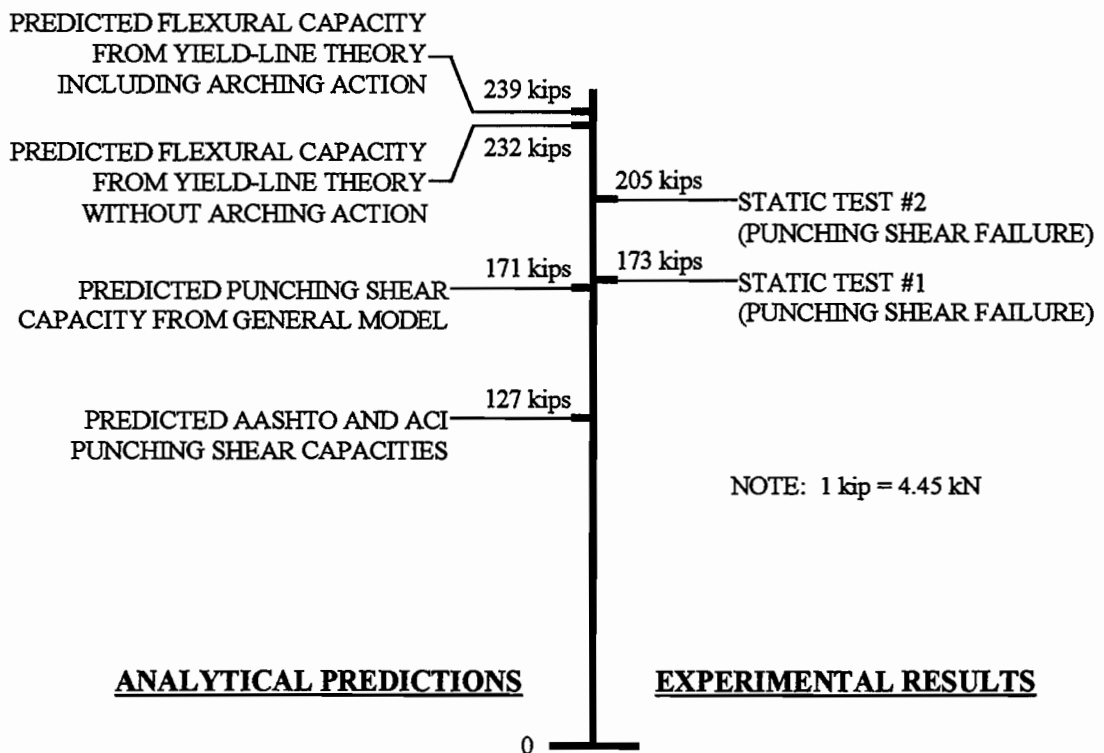 PREDICTED FLEXURAL CAPACITY
FROM YIELD-LINE THEORY
INCLUDING ARCHING ACTION
239 kips
232 kips
PREDICTED FLEXURAL CAPACITY
FROM YIELD-LINE THEORY
WITHOUT ARCHING ACTION
205 kips
STATIC TEST #2
(PUNCHING SHEAR FAILURE)
171 kips
PREDICTED PUNCHING SHEAR
CAPACITY FROM GENERAL MODEL
173 kips
STATIC TEST #1
(PUNCHING SHEAR FAILURE)
127 kips
PREDICTED AASHTO AND ACI
PUNCHING SHEAR CAPACITIES
NOTE: 1 kip = 4.45 kN
ANALYTICAL PREDICTIONS
EXPERIMENTAL RESULTS
0